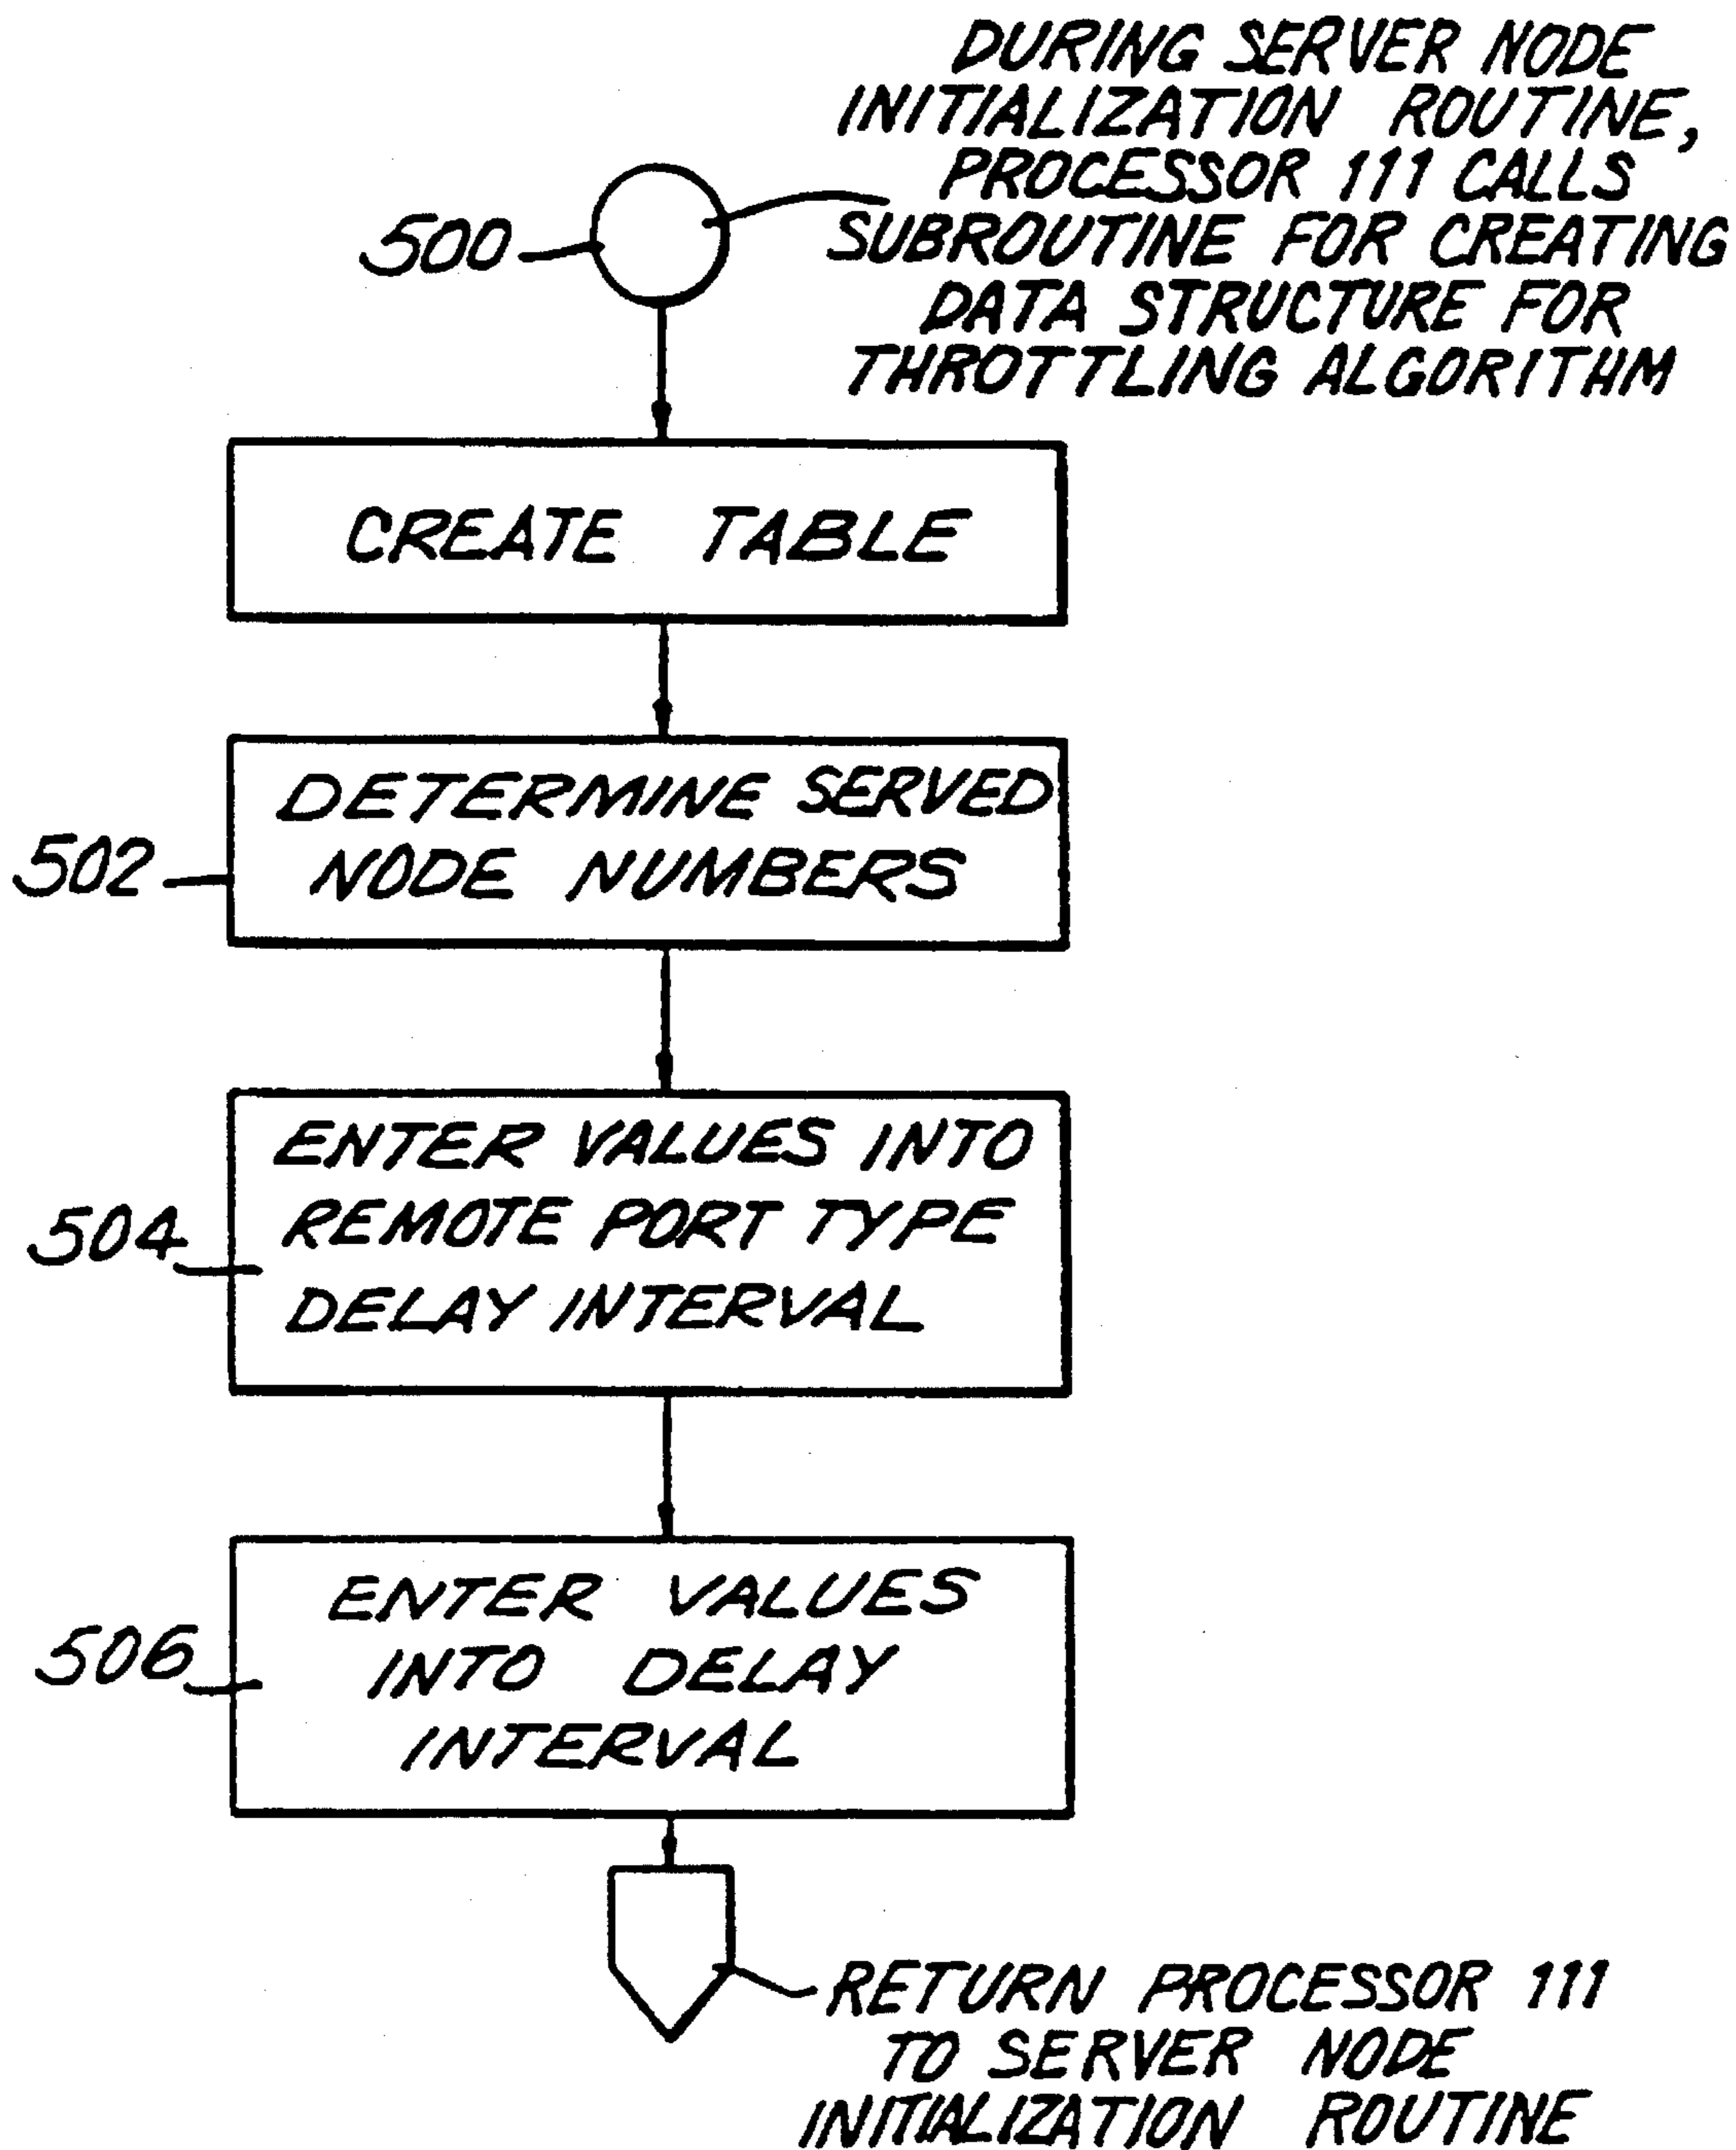 DURING SERVER NODE
INITIALIZATION ROUTINE,
PROCESSOR 111 CALLS
SUBROUTINE FOR CREATING
DATA STRUCTURE FOR
THROTTLING ALGORITHM
500
CREATE TABLE
DETERMINE SERVED
NODE NUMBERS
502
ENTER VALUES INTO
REMOTE PORT TYPE
DELAY INTERVAL
504
ENTER VALUES
INTO DELAY
INTERVAL
506
RETURN PROCESSOR 111
TO SERVER NODE
INITIALIZATION ROUTINE